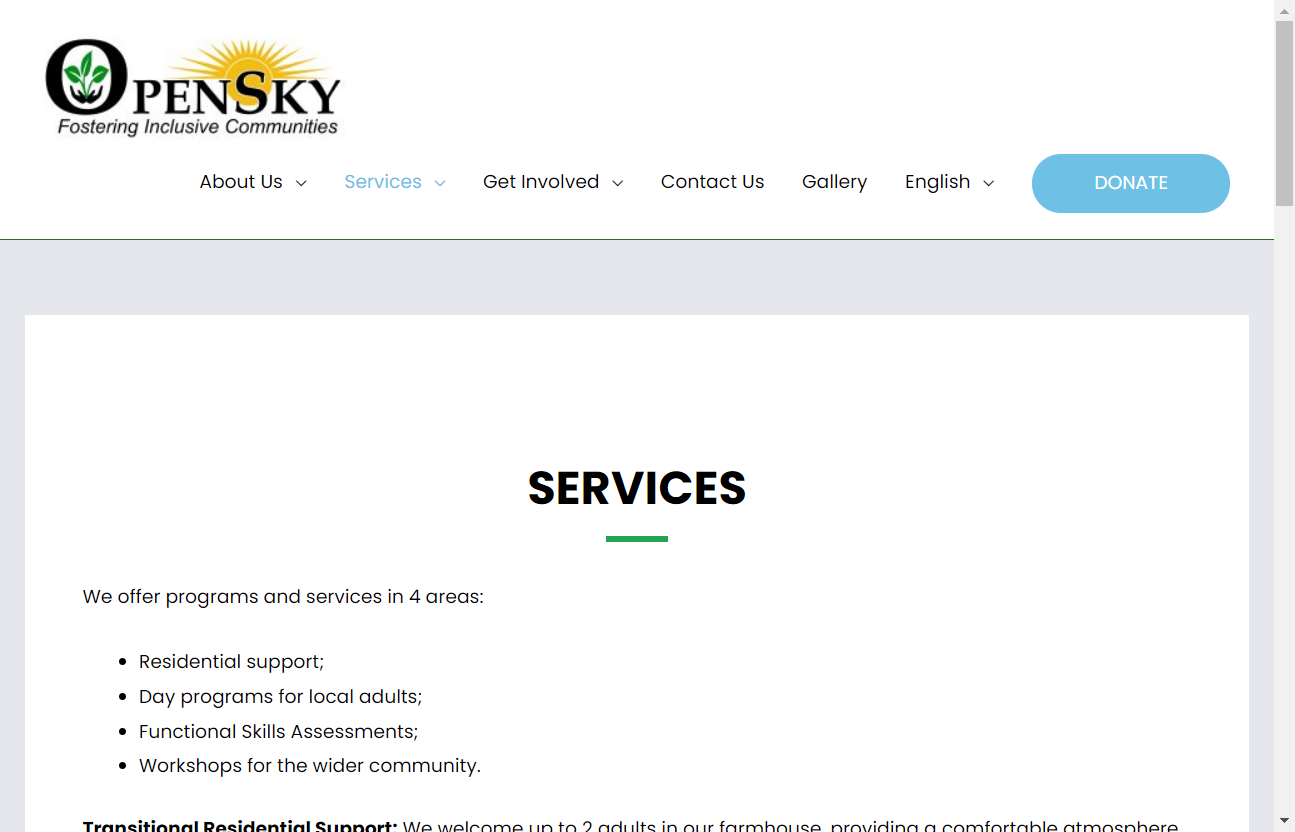 OPENSKY
Fostering Inclusive Communities
About Us Services Get Involved Contact Us Gallery English DONATE
SERVICES
We offer programs and services in 4 areas:
Residential support;
Day programs for local adults;
Functional Skills Assessments;
Workshops for the wider community.
Transitional Residential Support: We welcome up to 2 adults in our farmhouse, providing a comfortable atmosphere